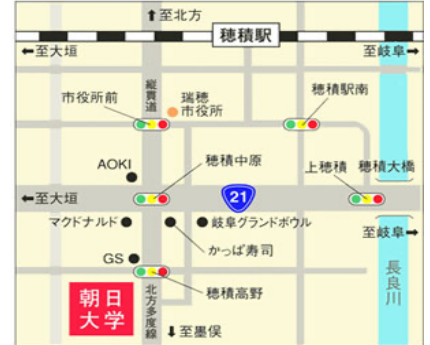 ↑至北方
穂積駅
←至大垣
至岐阜→
縦貫道
市役所前
瑞穂
市役所
穂積駅南
AOKI
穂積中原
上穂積
穂積大橋
←至大垣
21
マクドナルド
岐阜グランドボウル
至岐阜→
かっぱ寿司
GS
長良川
朝日
大学
穂積高野
北方多度線
↓至墨俣